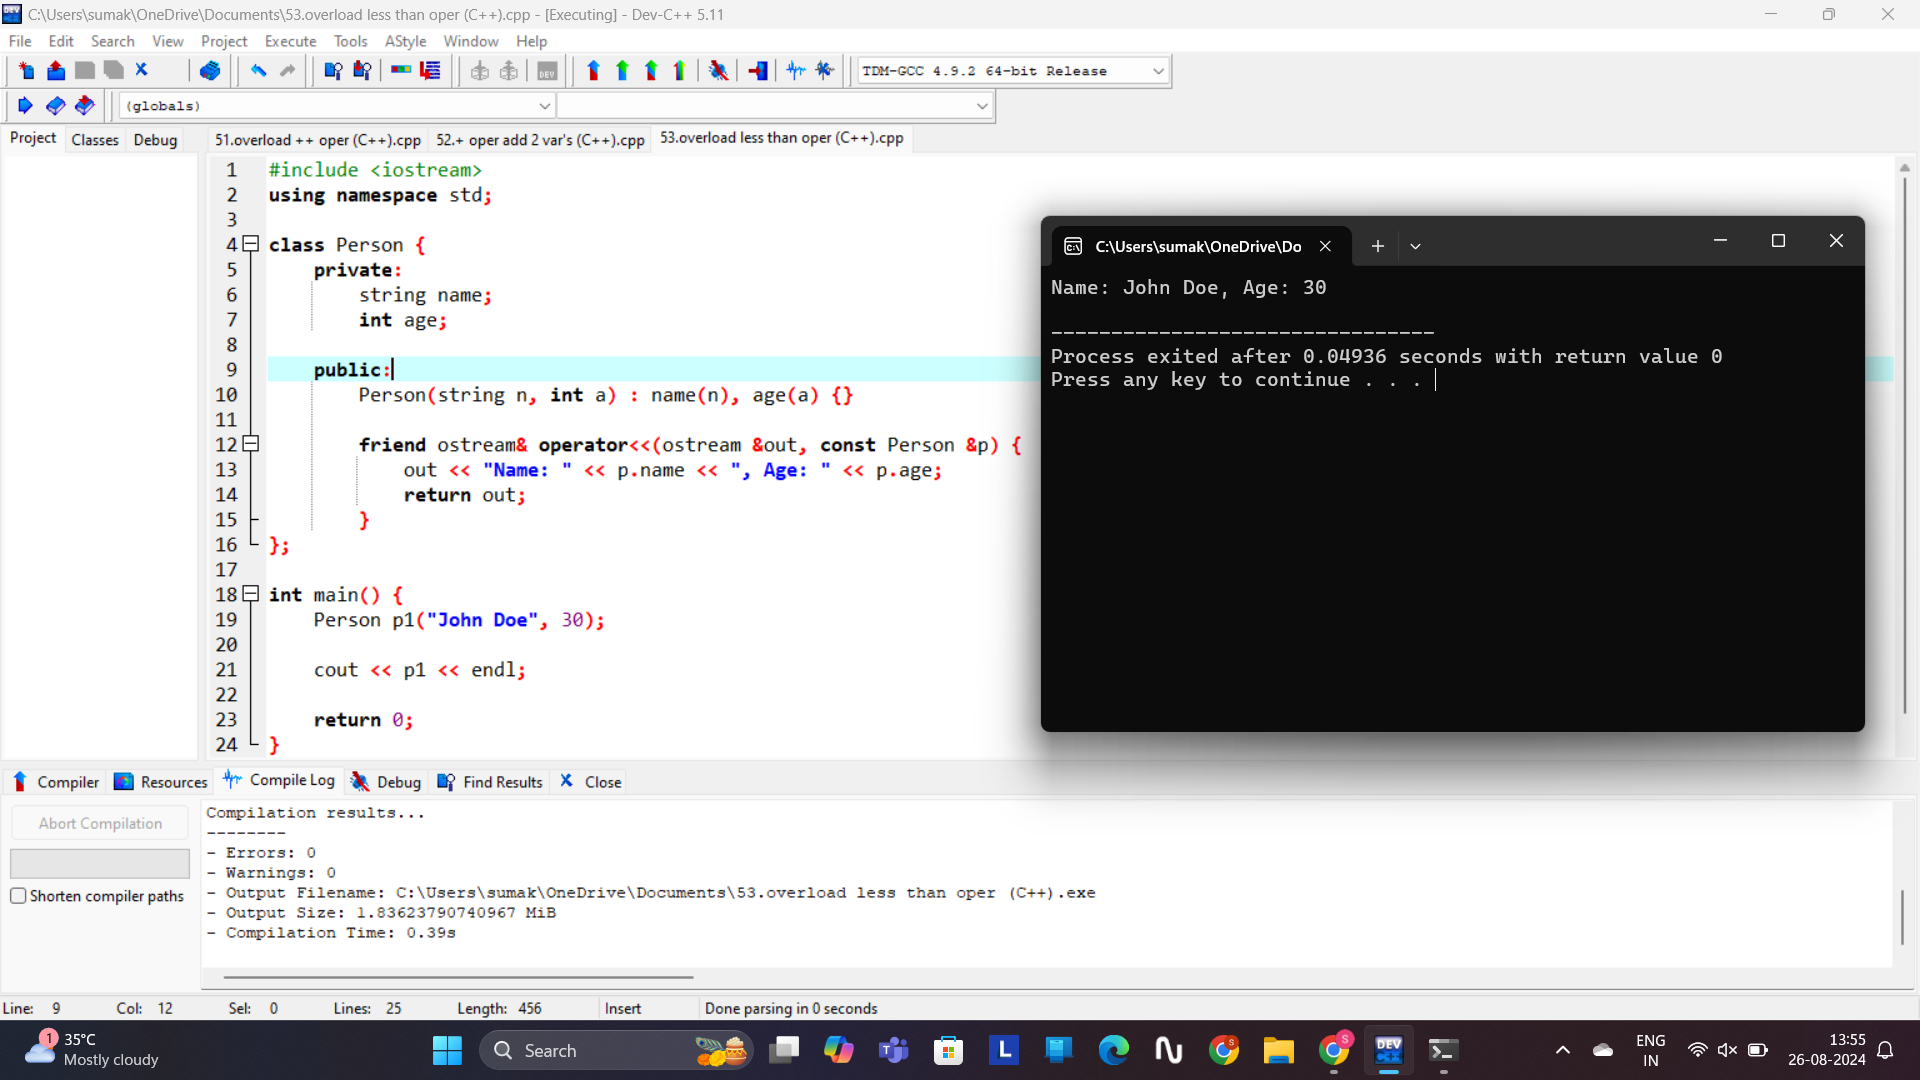 C:\Users\sumak\OneDrive\Documents\53.overload less than oper (C++).cpp - [Executing] - Dev-C++ 5.11
File Edit Search View Project Execute Tools AStyle Window Help
TDM-GCC 4.9.2 64-bit Release
(globals)
Project Classes Debug 51.overload ++ oper (C++).cpp 52.+ oper add 2 var's (C++).cpp 53.overload less than oper (C++).cpp
1 #include <iostream>
2 using namespace std;
3
4 class Person {
5 private:
6 string name;
7 int age;
8
9 public:
10 Person(string n, int a) : name(n), age(a) {}
11
12 friend ostream& operator<<(ostream &out, const Person &p) {
13 out << "Name: " << p.name << ", Age: " << p.age;
14 return out;
15 }
16 };
17
18 int main() {
19 Person p1("John Doe", 30);
20
21 cout << p1 << endl;
22
23 return 0;
24 }
C:\Users\sumak\OneDrive\Do
Name: John Doe, Age: 30
--------------------------------
Process exited after 0.04936 seconds with return value 0
Press any key to continue . . .
Compiler Resources Compile Log Debug Find Results Close
Abort Compilation
Shorten compiler paths
Compilation results...
--------
- Errors: 0
- Warnings: 0
- Output Filename: C:\Users\sumak\OneDrive\Documents\53.overload less than oper (C++).exe
- Output Size: 1.83623790740967 MiB
- Compilation Time: 0.39s
Line: 9 Col: 12 Sel: 0 Lines: 25 Length: 456 Insert Done parsing in 0 seconds
1
35°C
Mostly cloudy
Search
ENG
IN
13:55
26-08-2024